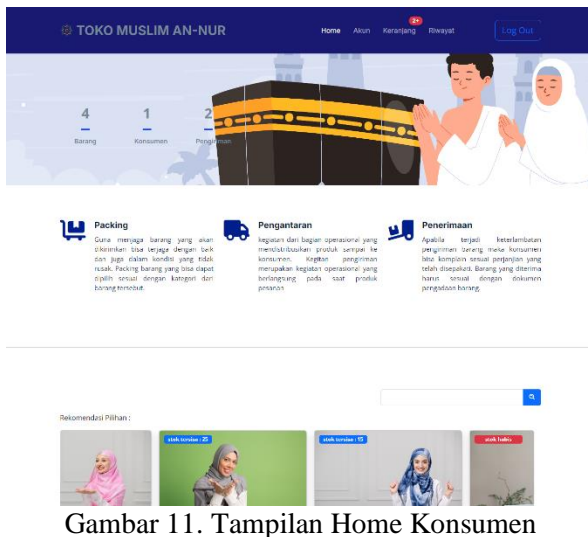 TOKO MUSLIM AN-NUR
Home Akun Keranjang 2+ Riwayat Log Out
4 1 2
Barang Konsumen Pengiriman
Packing
Guna menjaga barang yang akan
dikirimkan bisa terjaga dengan baik
dan juga dalam kondisi yang tidak
rusak. Packing barang yang bisa dapat
dipilih sesuai dengan kategori dari
barang tersebut.
Pengantaran
kegiatan dari bagian operasional yang
mendistribusikan produk sampai ke
konsumen. Kegitan pengiriman
merupakan kegiatan operasional yang
berlangsung pada saat produk
pesanan
Penerimaan
Apabila terjadi keterlambatan
pengiriman barang maka konsumen
bisa komplain sesuai perjanjian yang
telah disepakati. Barang yang diterima
harus sesuai dengan dokumen
pengadaan barang.
Rekomendasi Pilihan :
stok tersisa : 25
stok tersisa : 15
stok habis
Gambar 11. Tampilan Home Konsumen